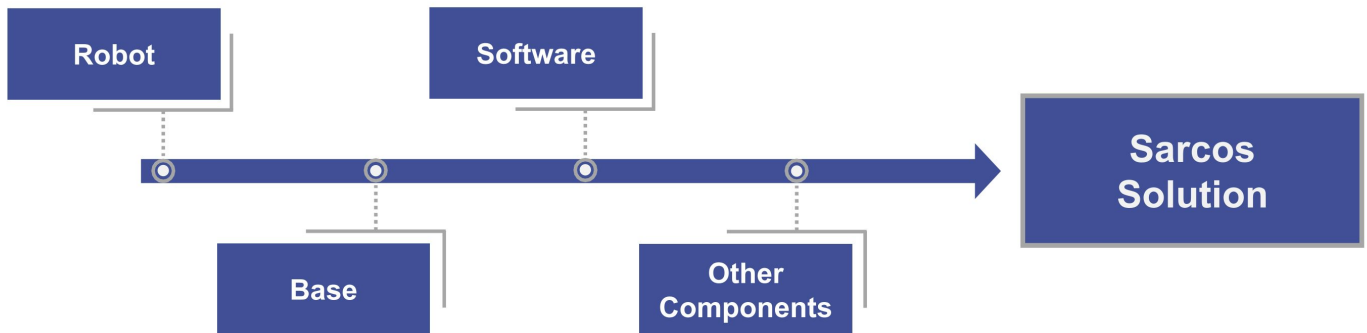 Robot
Software
Sarcos
Solution
Base
Other
Components